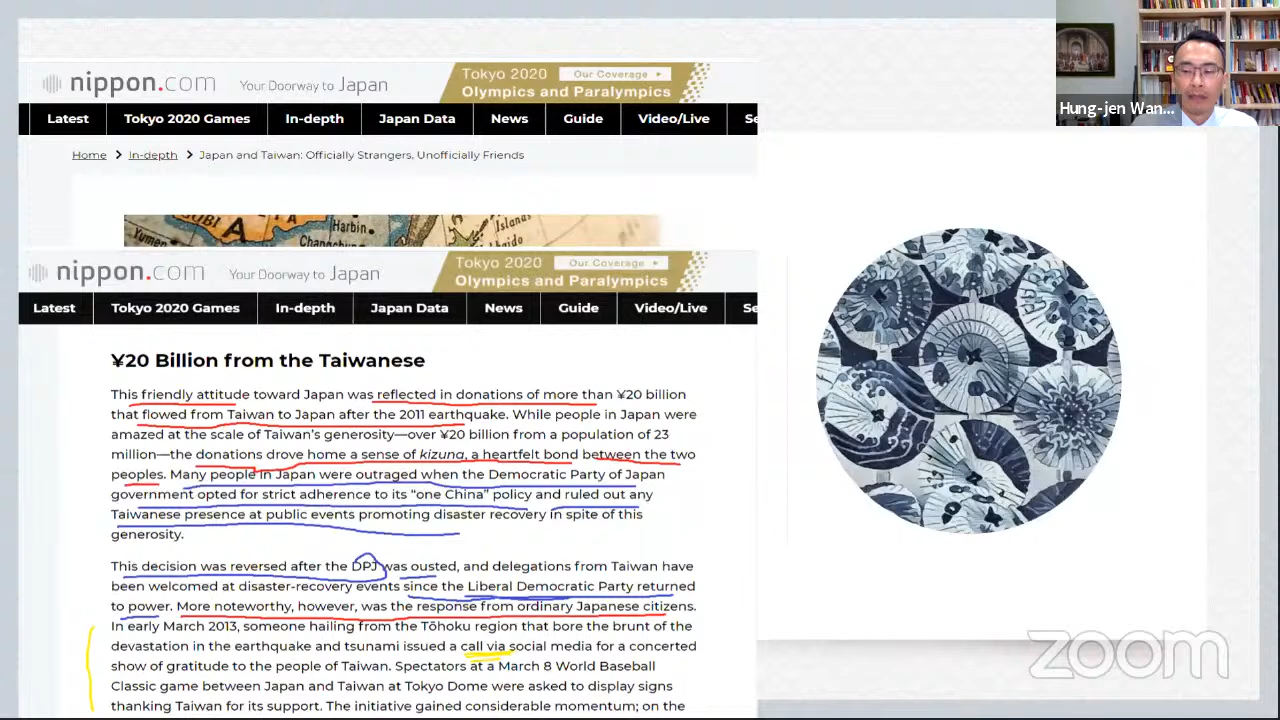 nippon.com Your Doorway to Japan
Tokyo 2020 Our Coverage
Olympics and Paralympics
Latest Tokyo 2020 Games In-depth Japan Data News Guide Video/Live Se
Home In-depth Japan and Taiwan: Officially Strangers, Unofficially Friends
Harbin
Yumen
Islands
nippon.com Your Doorway to Japan
Tokyo 2020 Our Coverage
Olympics and Paralympics
Latest Tokyo 2020 Games In-depth Japan Data News Guide Video/Live Se
¥20 Billion from the Taiwanese
This friendly attitude toward Japan was reflected in donations of more than ¥20 billion
that flowed from Taiwan to Japan after the 2011 earthquake. While people in Japan were
amazed at the scale of Taiwan's generosity—over ¥20 billion from a population of 23
million—the donations drove home a sense of kizuna, a heartfelt bond between the two
peoples. Many people in Japan were outraged when the Democratic Party of Japan
government opted for strict adherence to its "one China" policy and ruled out any
Taiwanese presence at public events promoting disaster recovery in spite of this
generosity.
This decision was reversed after the DPJ was ousted, and delegations from Taiwan have
been welcomed at disaster-recovery events since the Liberal Democratic Party returned
to power. More noteworthy, however, was the response from ordinary Japanese citizens.
In early March 2013, someone hailing from the Tōhoku region that bore the brunt of the
devastation in the earthquake and tsunami issued a call via social media for a concerted
show of gratitude to the people of Taiwan. Spectators at a March 8 World Baseball
Classic game between Japan and Taiwan at Tokyo Dome were asked to display signs
thanking Taiwan for its support. The initiative gained considerable momentum; on the
Hung-jen Wan...
zoom